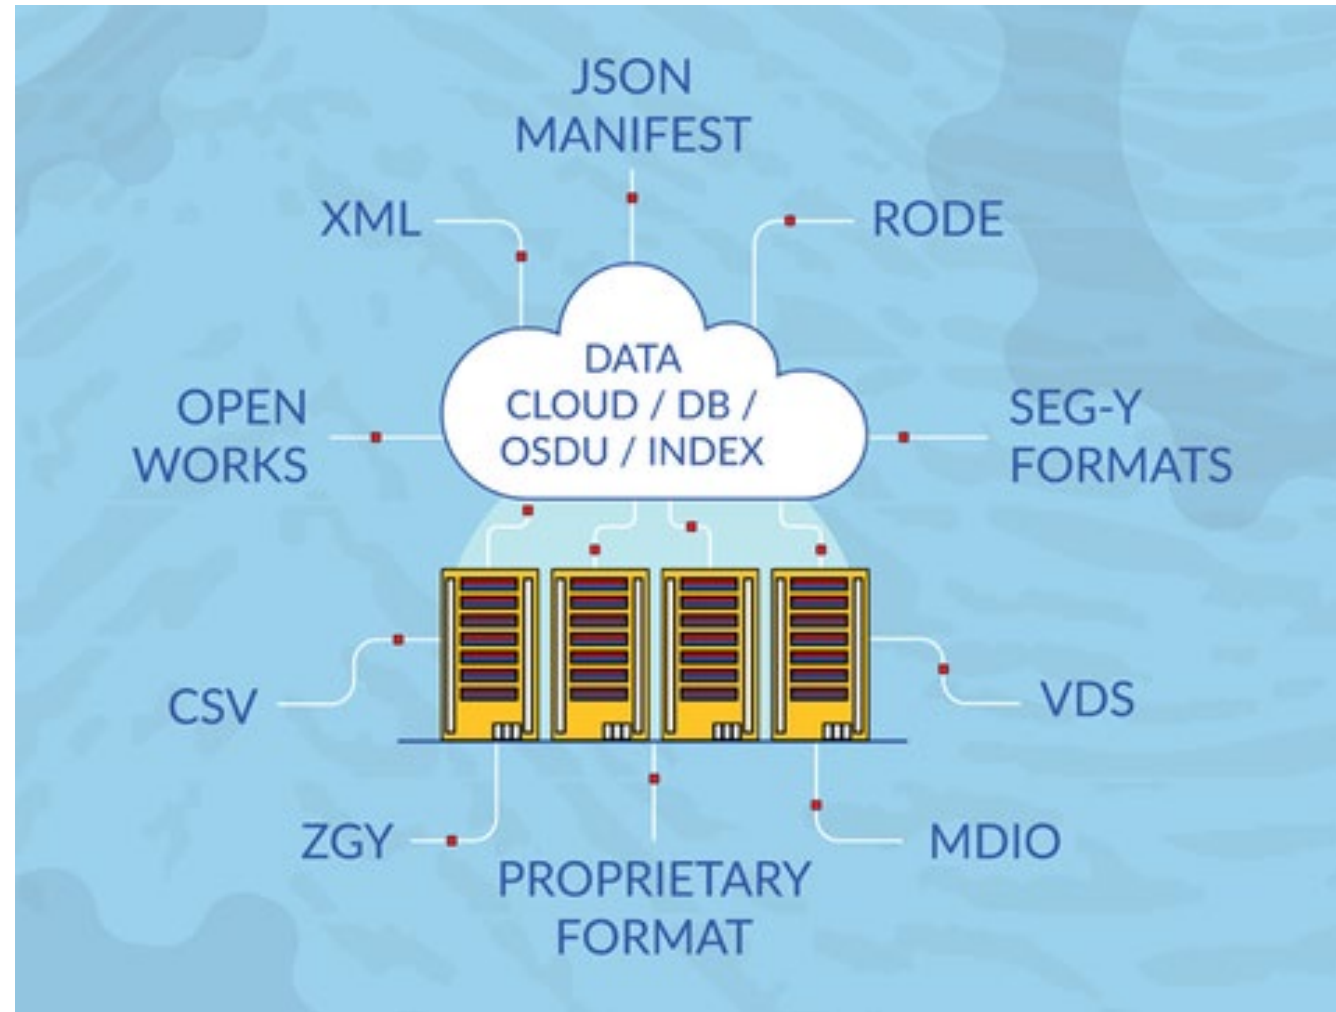 JSON
MANIFEST
XML
RODE
DATA
CLOUD / DB /
OSDU / INDEX
OPEN
WORKS
SEG-Y
FORMATS
CSV
VDS
ZGY
MDIO
PROPRIETARY
FORMAT